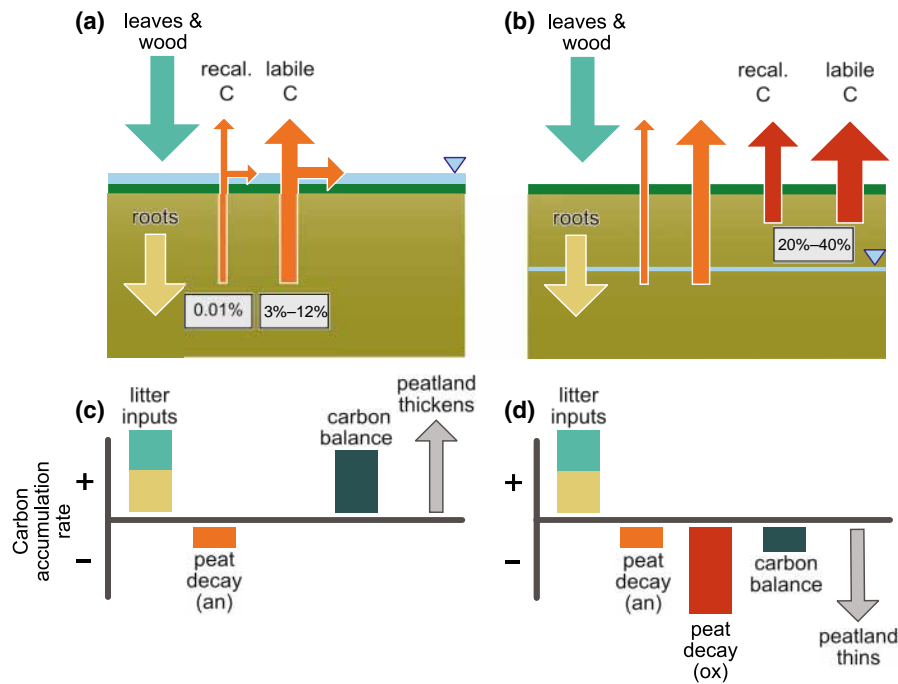 (a)
leaves &
wood
recal.
C
labile
C
roots
0.01%
3%–12%
(b)
leaves &
wood
recal.
C
labile
C
roots
20%–40%
(c)
litter
inputs
carbon
balance
peatland
thickens
Carbon
accumulation
rate
+
–
peat
decay
(an)
(d)
litter
inputs
+
–
peat
decay
(an)
peat
decay
(ox)
carbon
balance
peatland
thins